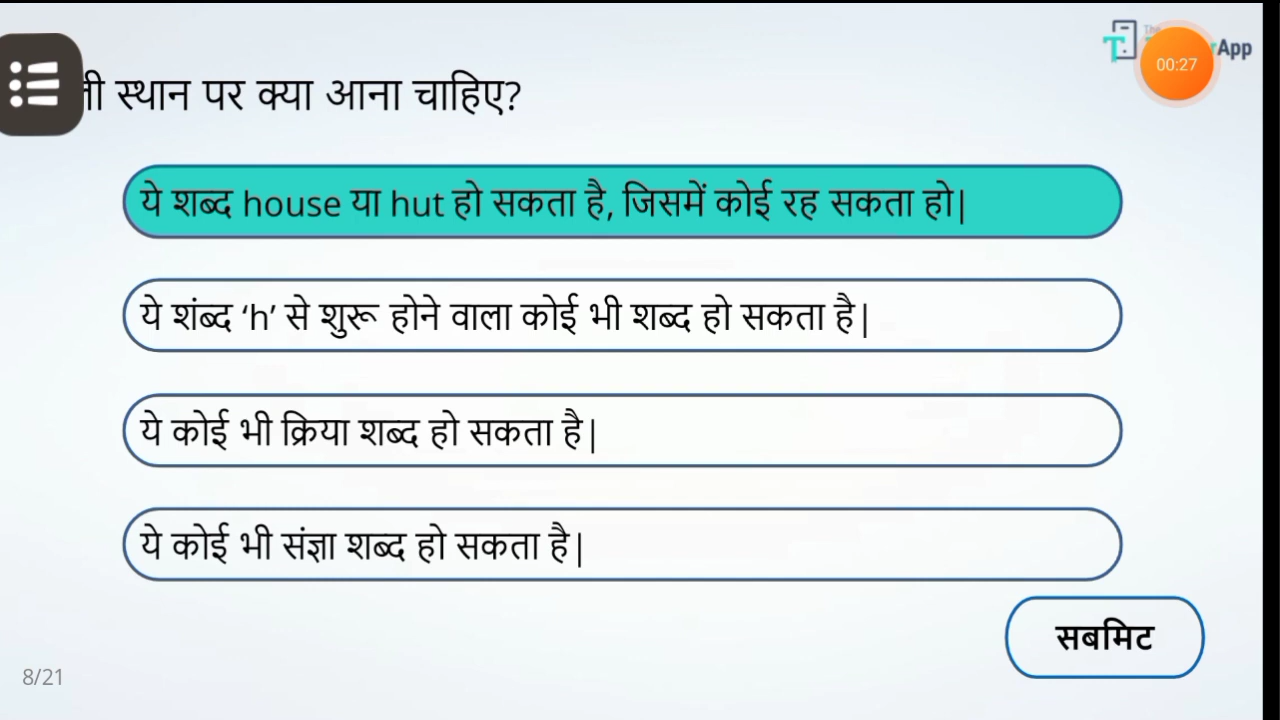 The
App
00:27
स्थान पर क्या आना चाहिए?
ये शब्द house या hut हो सकता है, जिसमें कोई रह सकता हो|
ये शंब्द ‘h’ से शुरू होने वाला कोई भी शब्द हो सकता है|
ये कोई भी क्रिया शब्द हो सकता है|
ये कोई भी संज्ञा शब्द हो सकता है|
सबमिट
8/21